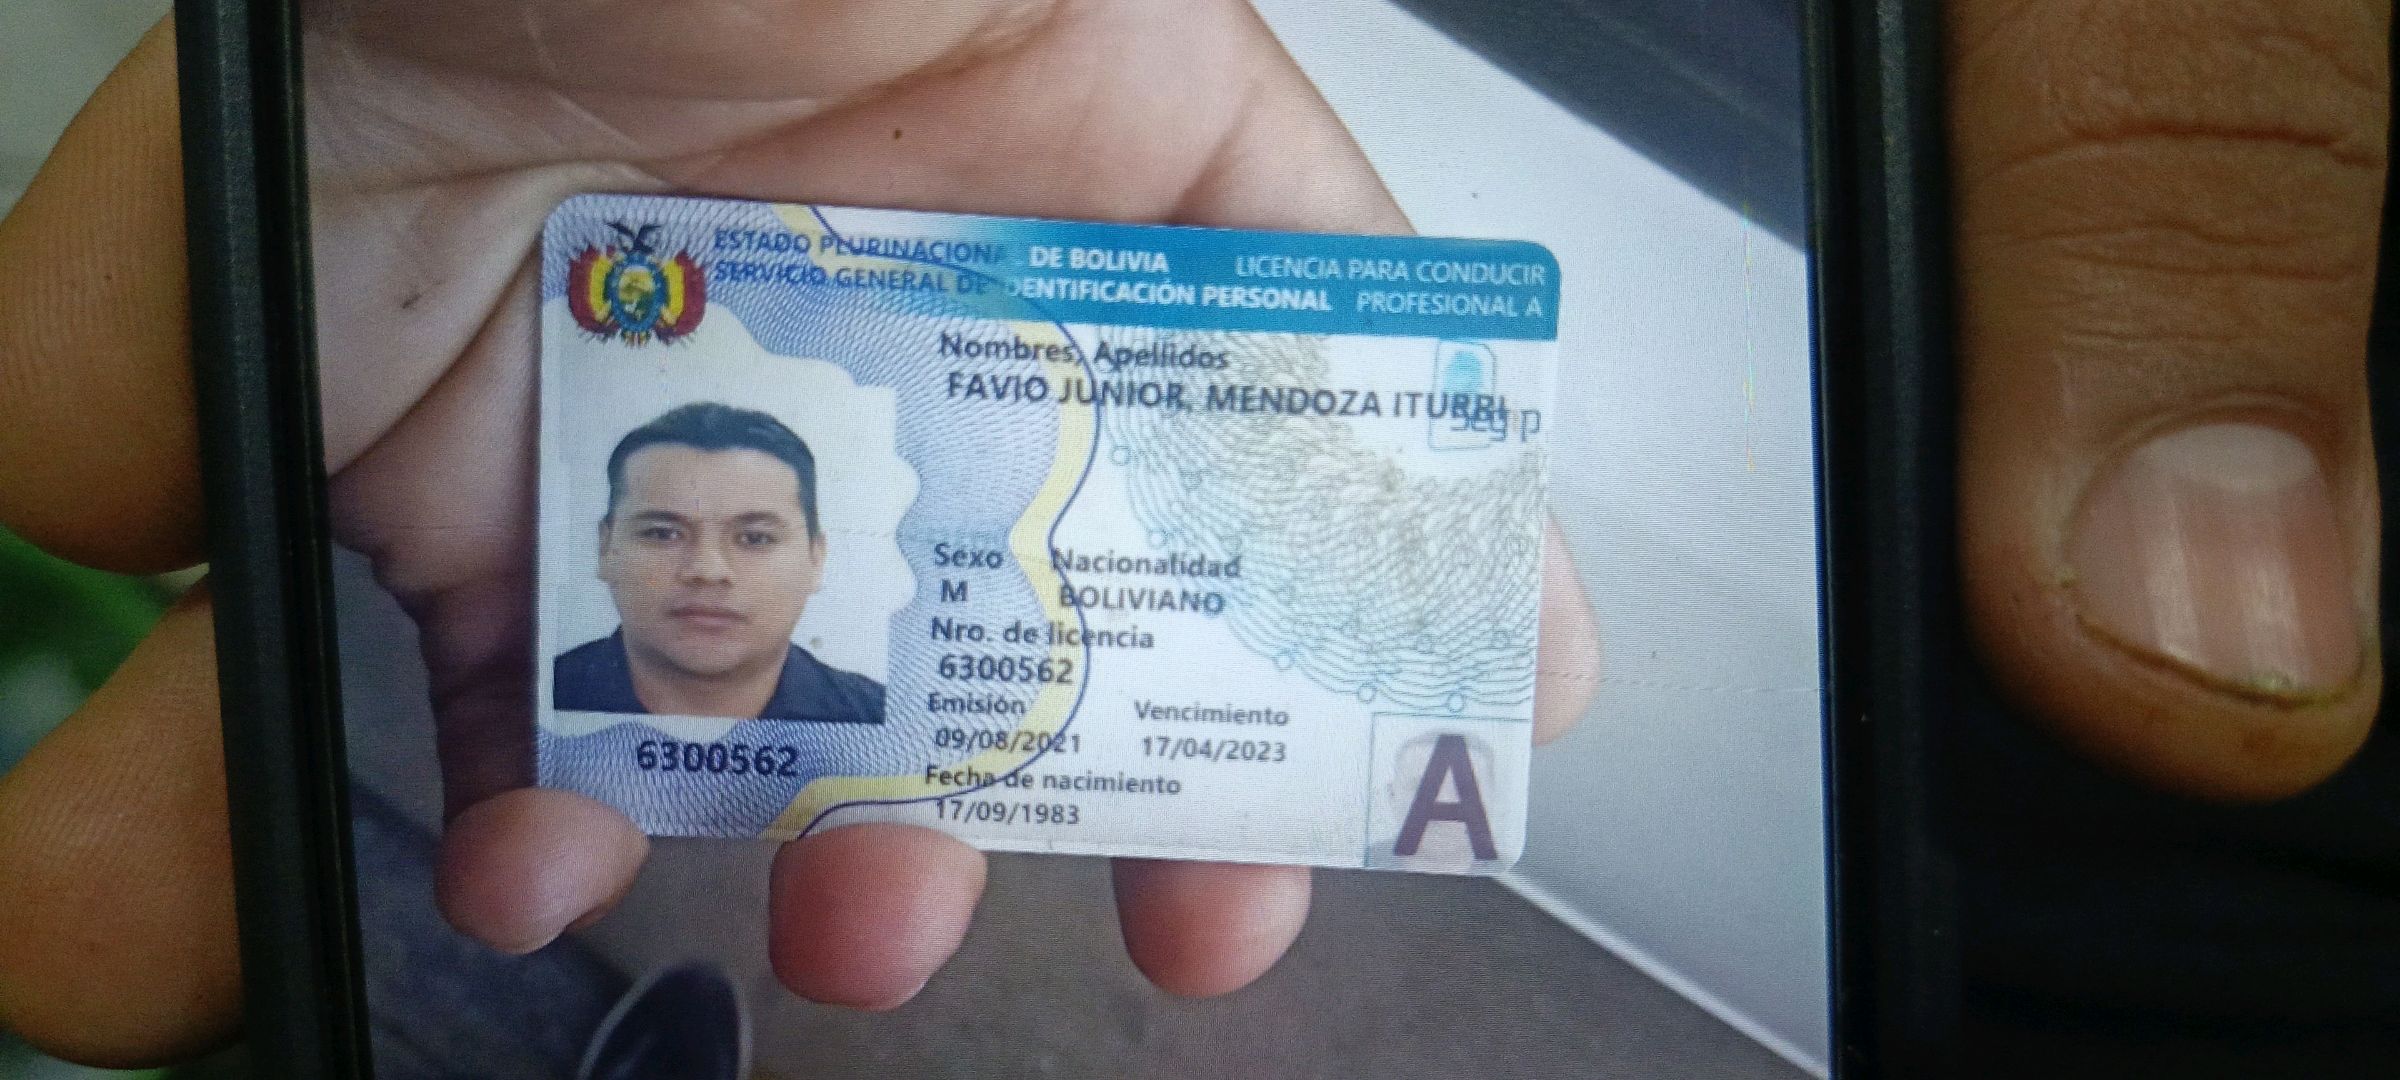 ESTADO PLURINACIONA DE BOLIVIA LICENCIA PARA CONDUCIR
SERVICIO GENERAL DE IDENTIFICACIÓN PERSONAL PROFESIONAL A
Nombres, Apellidos
FAVIO JUNIOR, MENDOZA ITURRI
Seg p
Sexo Nacionalidad
M BOLIVIANO
Nro. de licencia
6300562
Emisión Vencimiento
09/08/2021 17/04/2023
Fecha de nacimiento
17/09/1983
6300562
A